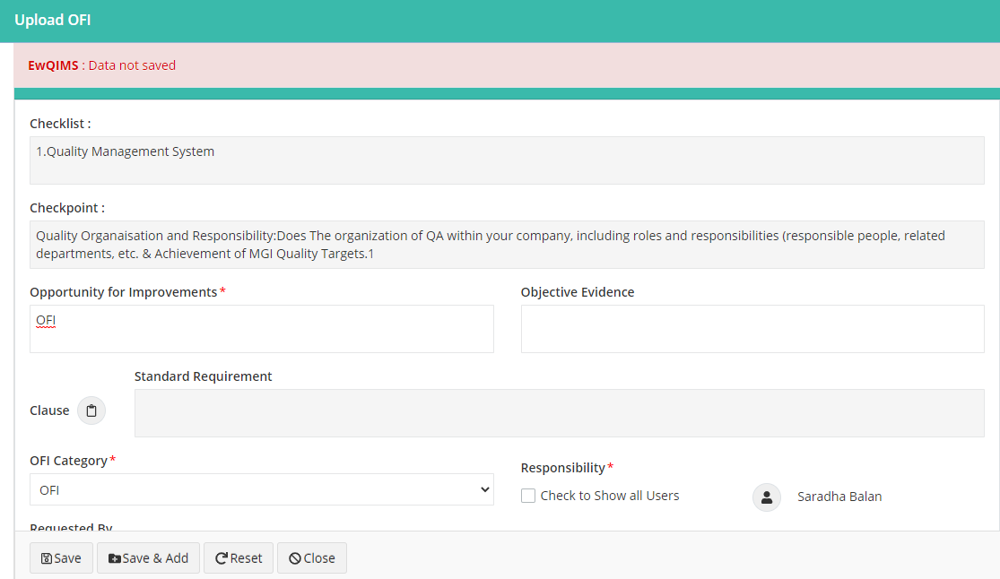 Upload OFI
EwQIMS : Data not saved
Checklist :
1.Quality Management System
Checkpoint :
Quality Organaisation and Responsibility:Does The organization of QA within your company, including roles and responsibilities (responsible people, related
departments, etc. & Achievement of MGI Quality Targets.1
Opportunity for Improvements* Objective Evidence
OFI
Standard Requirement
Clause
OFI Category* Responsibility*
OFI Check to Show all Users Saradha Balan
Requested By
Save Save & Add Reset Close